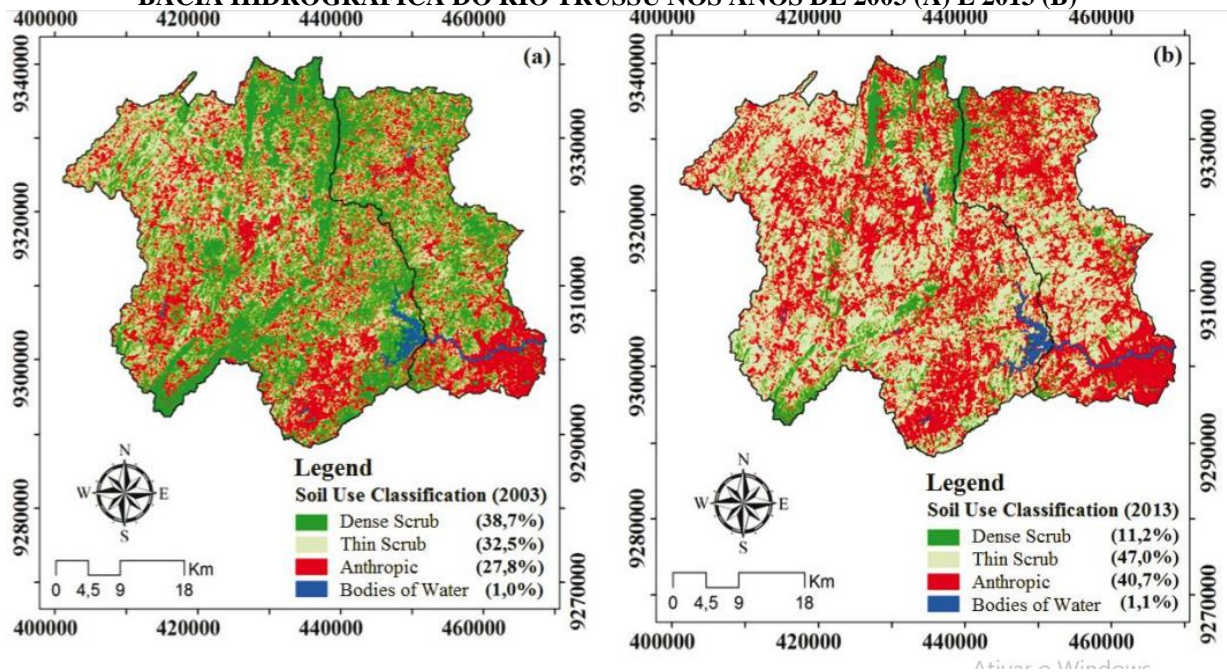 BACIA HIDROGRÁFICA DO RIO TRUSSU NOS ANOS DE 2003 (A) E 2013 (B)
400000 420000 440000 460000
(a)
9340000
9330000
9320000
9310000
9300000
9290000
9280000
9270000
N
W E
S
0 4,5 9 18 Km
Legend
Soil Use Classification (2003)
Dense Scrub (38,7%)
Thin Scrub (32,5%)
Anthropic (27,8%)
Bodies of Water (1,0%)
400000 420000 440000 460000
400000 420000 440000 460000
(b)
9340000
9330000
9320000
9310000
9300000
9290000
9280000
9270000
N
W E
S
0 4,5 9 18 Km
Legend
Soil Use Classification (2013)
Dense Scrub (11,2%)
Thin Scrub (47,0%)
Anthropic (40,7%)
Bodies of Water (1,1%)
400000 420000 440000 460000
Ativar o Windows